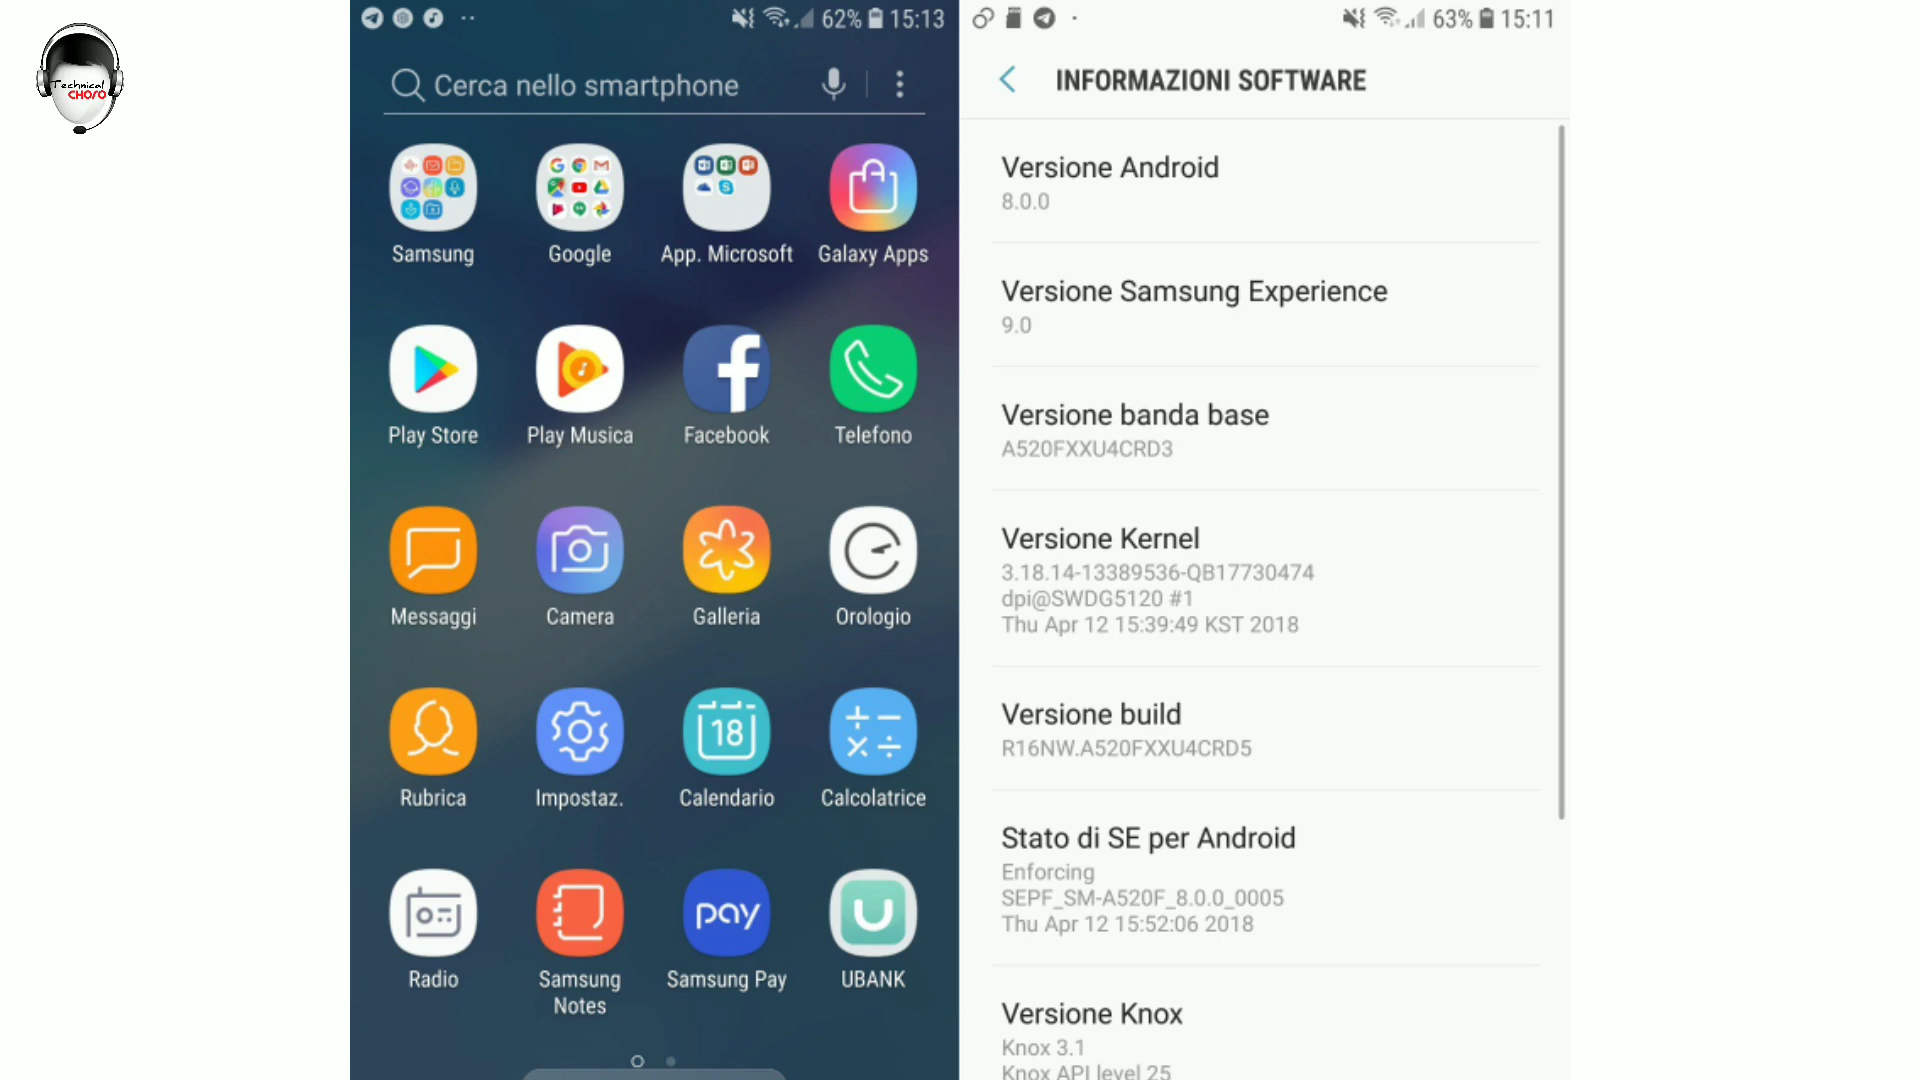 Technical
CHORO
62% 15:13
Cerca nello smartphone
Samsung
Google
App. Microsoft
Galaxy Apps
Play Store
Play Musica
Facebook
Telefono
Messaggi
Camera
Galleria
Orologio
18
Rubrica
Impostaz.
Calendario
Calcolatrice
pay
Radio
Samsung
Notes
Samsung Pay
UBANK
63% 15:11
INFORMAZIONI SOFTWARE
Versione Android
8.0.0
Versione Samsung Experience
9.0
Versione banda base
A520FXXU4CRD3
Versione Kernel
3.18.14-13389536-QB17730474
dpi@SWDG5120 #1
Thu Apr 12 15:39:49 KST 2018
Versione build
R16NW.A520FXXU4CRD5
Stato di SE per Android
Enforcing
SEPF_SM-A520F_8.0.0_0005
Thu Apr 12 15:52:06 2018
Versione Knox
Knox 3.1
Knox API level 25